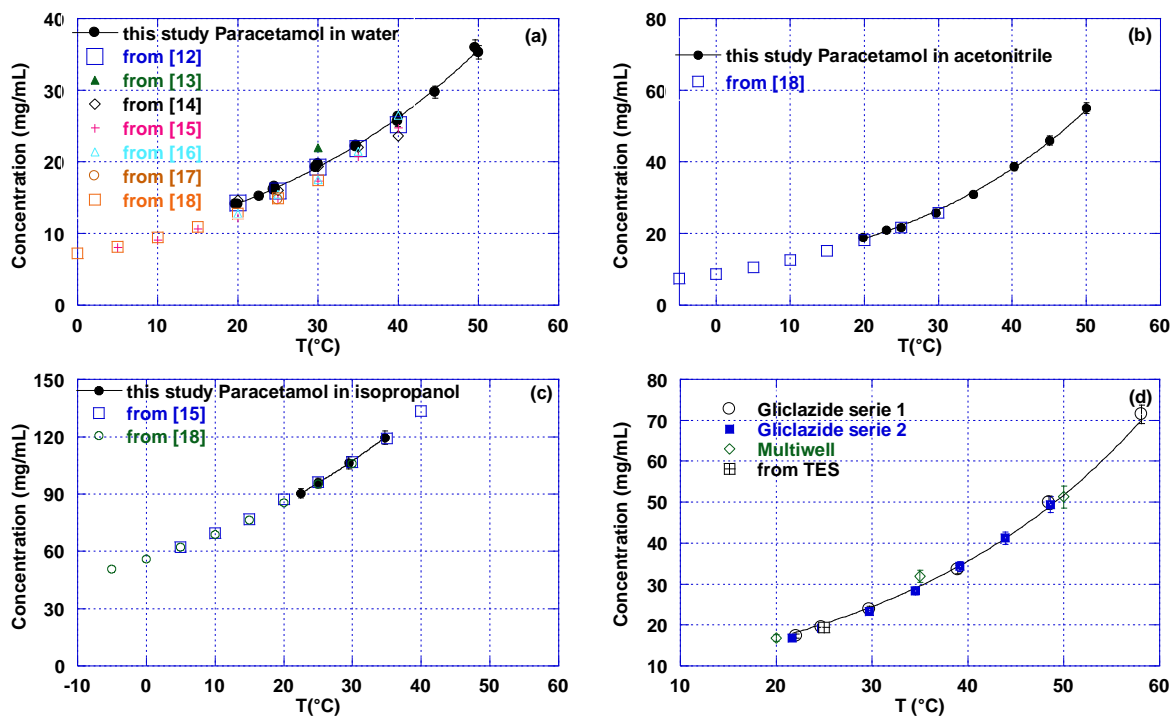 40
30
20
10
0
Concentration (mg/mL)
this study Paracetamol in water
from [12]
from [13]
from [14]
from [15]
from [16]
from [17]
from [18]
(a)
0 10 20 30 40 50 60
T(°C)
80
60
40
20
0
Concentration (mg/mL)
this study Paracetamol in acetonitrile
from [18]
(b)
0 10 20 30 40 50 60
T(°C)
150
120
90
60
30
0
Concentration (mg/mL)
this study Paracetamol in isopropanol
from [15]
from [18]
(c)
-10 0 10 20 30 40 50 60
T(°C)
80
70
60
50
40
30
20
10
Concentration (mg/mL)
Gliclazide serie 1
Gliclazide serie 2
Multiwell
from TES
(d)
10 20 30 40 50 60
T (°C)